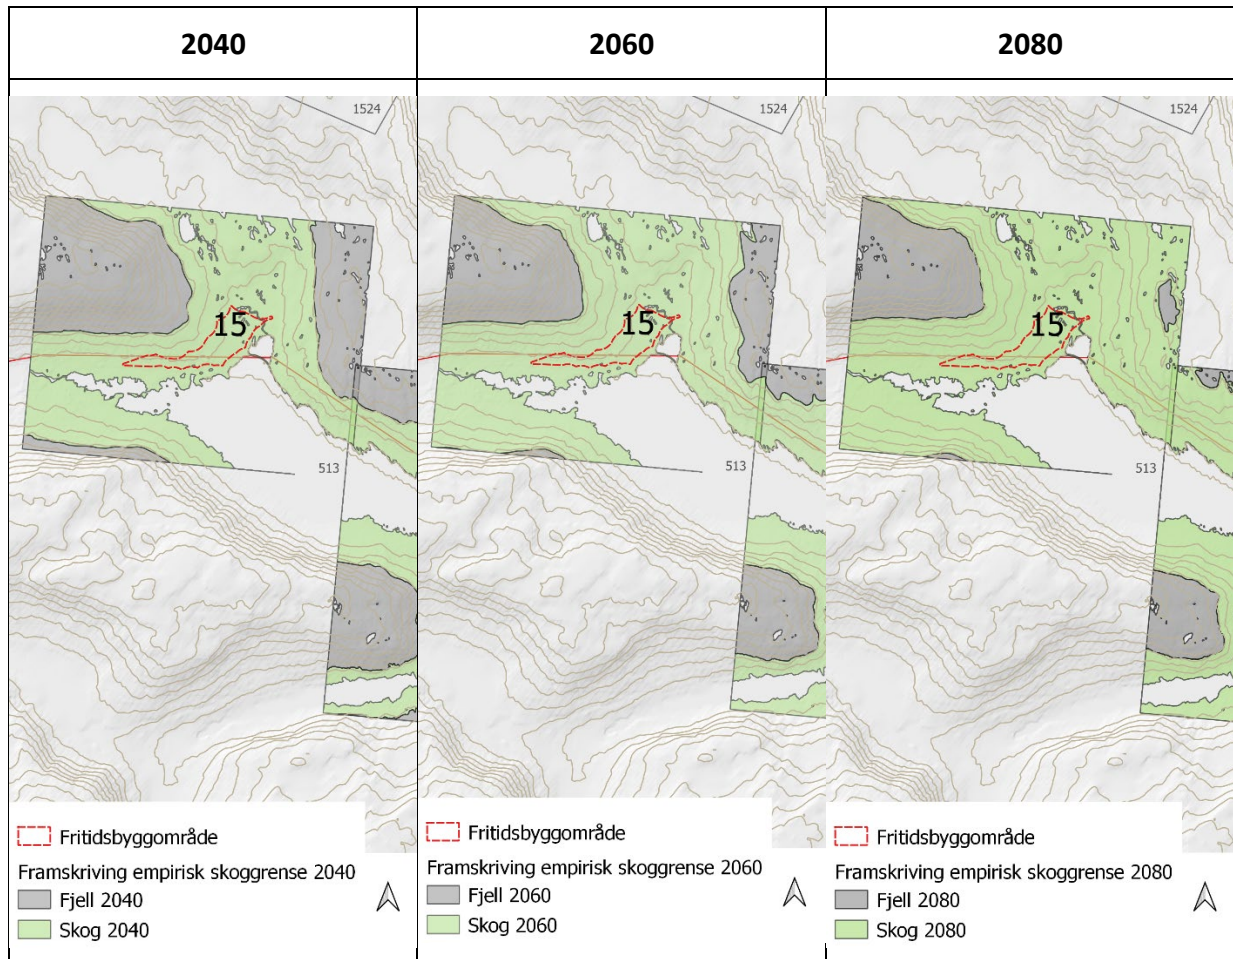 2040
2060
2080
1524
15
513
Fritidsbyggområde
Framskriving empirisk skoggrense 2040
Fjell 2040
Skog 2040
1524
15
513
Fritidsbyggområde
Framskriving empirisk skoggrense 2060
Fjell 2060
Skog 2060
1524
15
513
Fritidsbyggområde
Framskriving empirisk skoggrense 2080
Fjell 2080
Skog 2080